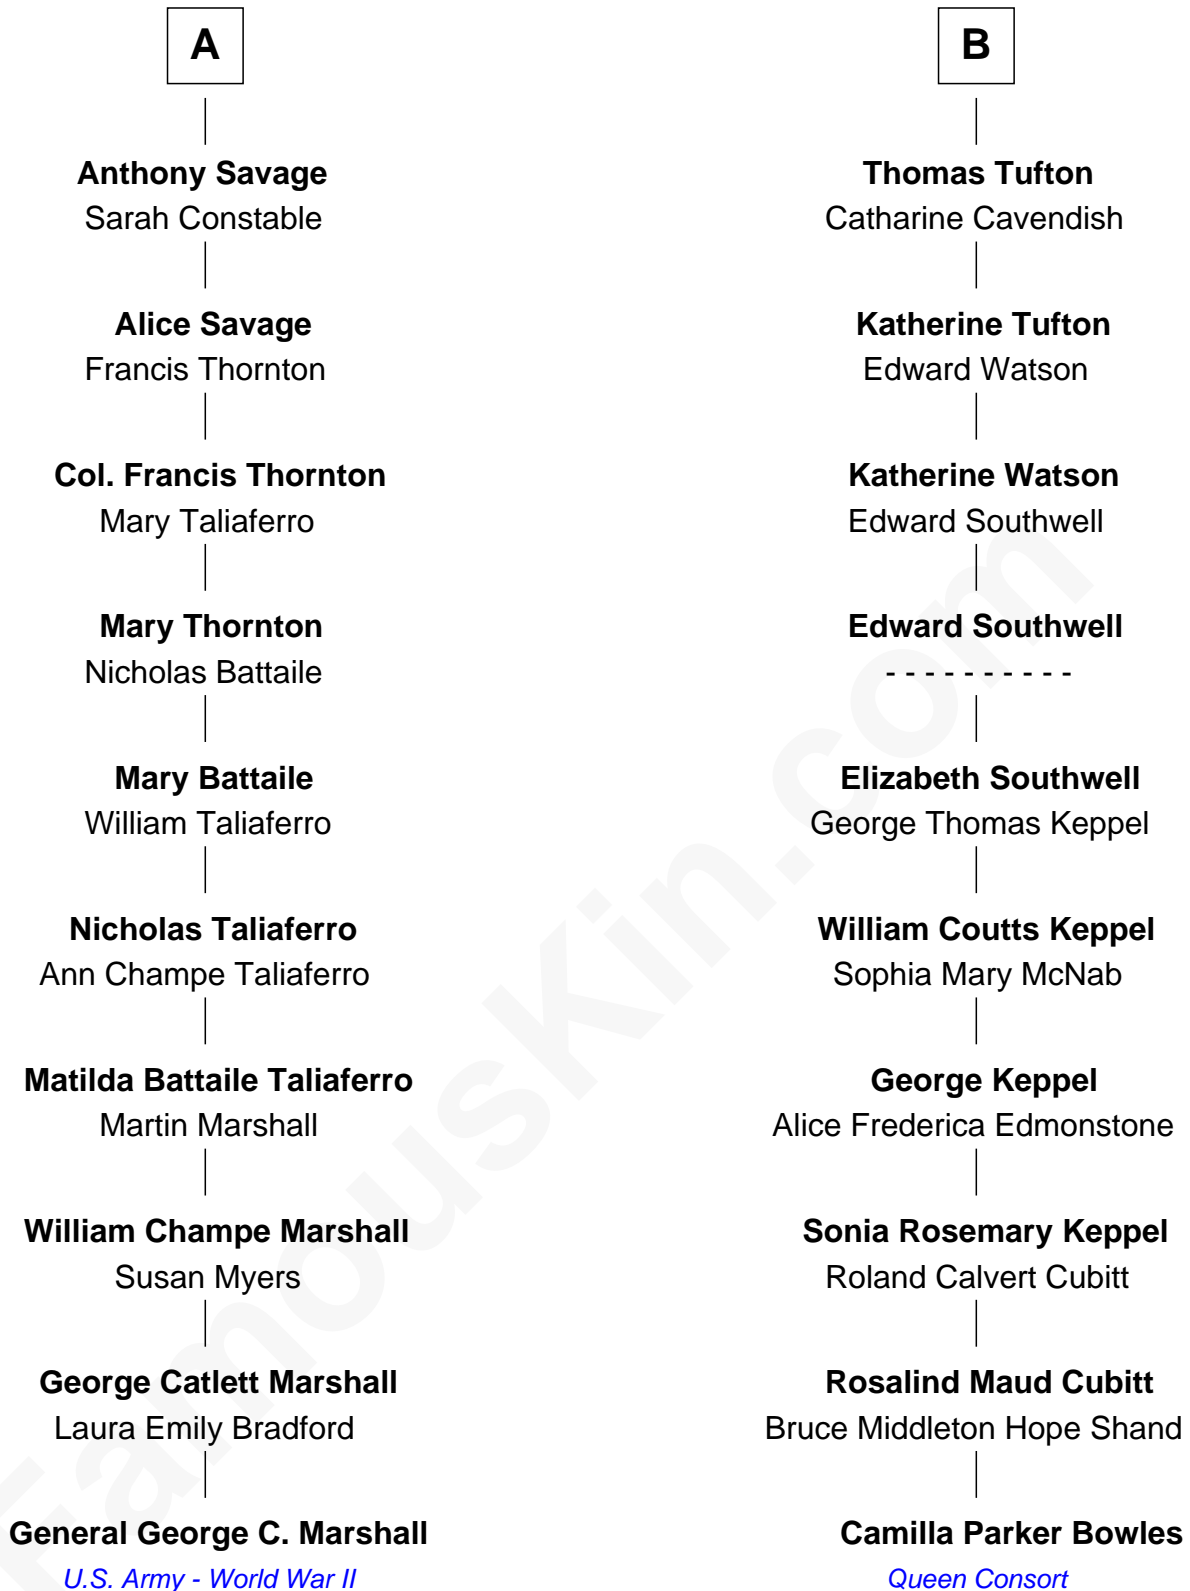 A
Anthony Savage
Sarah Constable
Alice Savage
Francis Thornton
Col. Francis Thornton
Mary Taliaferro
Mary Thornton
Nicholas Battaile
Mary Battaile
William Taliaferro
Nicholas Taliaferro
Ann Champe Taliaferro
Matilda Battaile Taliaferro
Martin Marshall
William Champe Marshall
Susan Myers
George Catlett Marshall
Laura Emily Bradford
General George C. Marshall
U.S. Army - World War II
B
Thomas Tufton
Catharine Cavendish
Katherine Tufton
Edward Watson
Katherine Watson
Edward Southwell
Edward Southwell
- - - - - - - - - -
Elizabeth Southwell
George Thomas Keppel
William Coutts Keppel
Sophia Mary McNab
George Keppel
Alice Frederica Edmonstone
Sonia Rosemary Keppel
Roland Calvert Cubitt
Rosalind Maud Cubitt
Bruce Middleton Hope Shand
Camilla Parker Bowles
Queen Consort
FamousKin.com